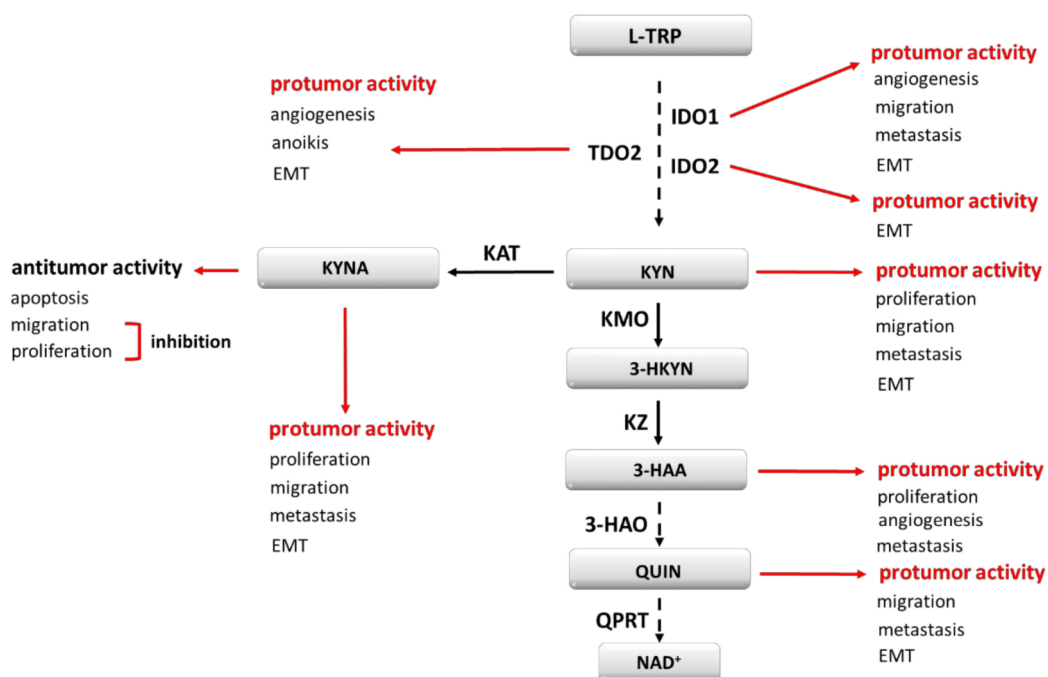 L-TRP
protumor activity
angiogenesis
anoikis
EMT
TDO2
IDO1
IDO2
protumor activity
angiogenesis
migration
metastasis
EMT
protumor activity
EMT
antitumor activity
apoptosis
migration
proliferation
inhibition
KYNA
KAT
KYN
protumor activity
proliferation
migration
metastasis
EMT
KMO
3-HKYN
KZ
protumor activity
proliferation
migration
metastasis
EMT
3-HAA
protumor activity
proliferation
angiogenesis
metastasis
3-HAO
QUIN
protumor activity
migration
metastasis
EMT
QPRT
NAD⁺